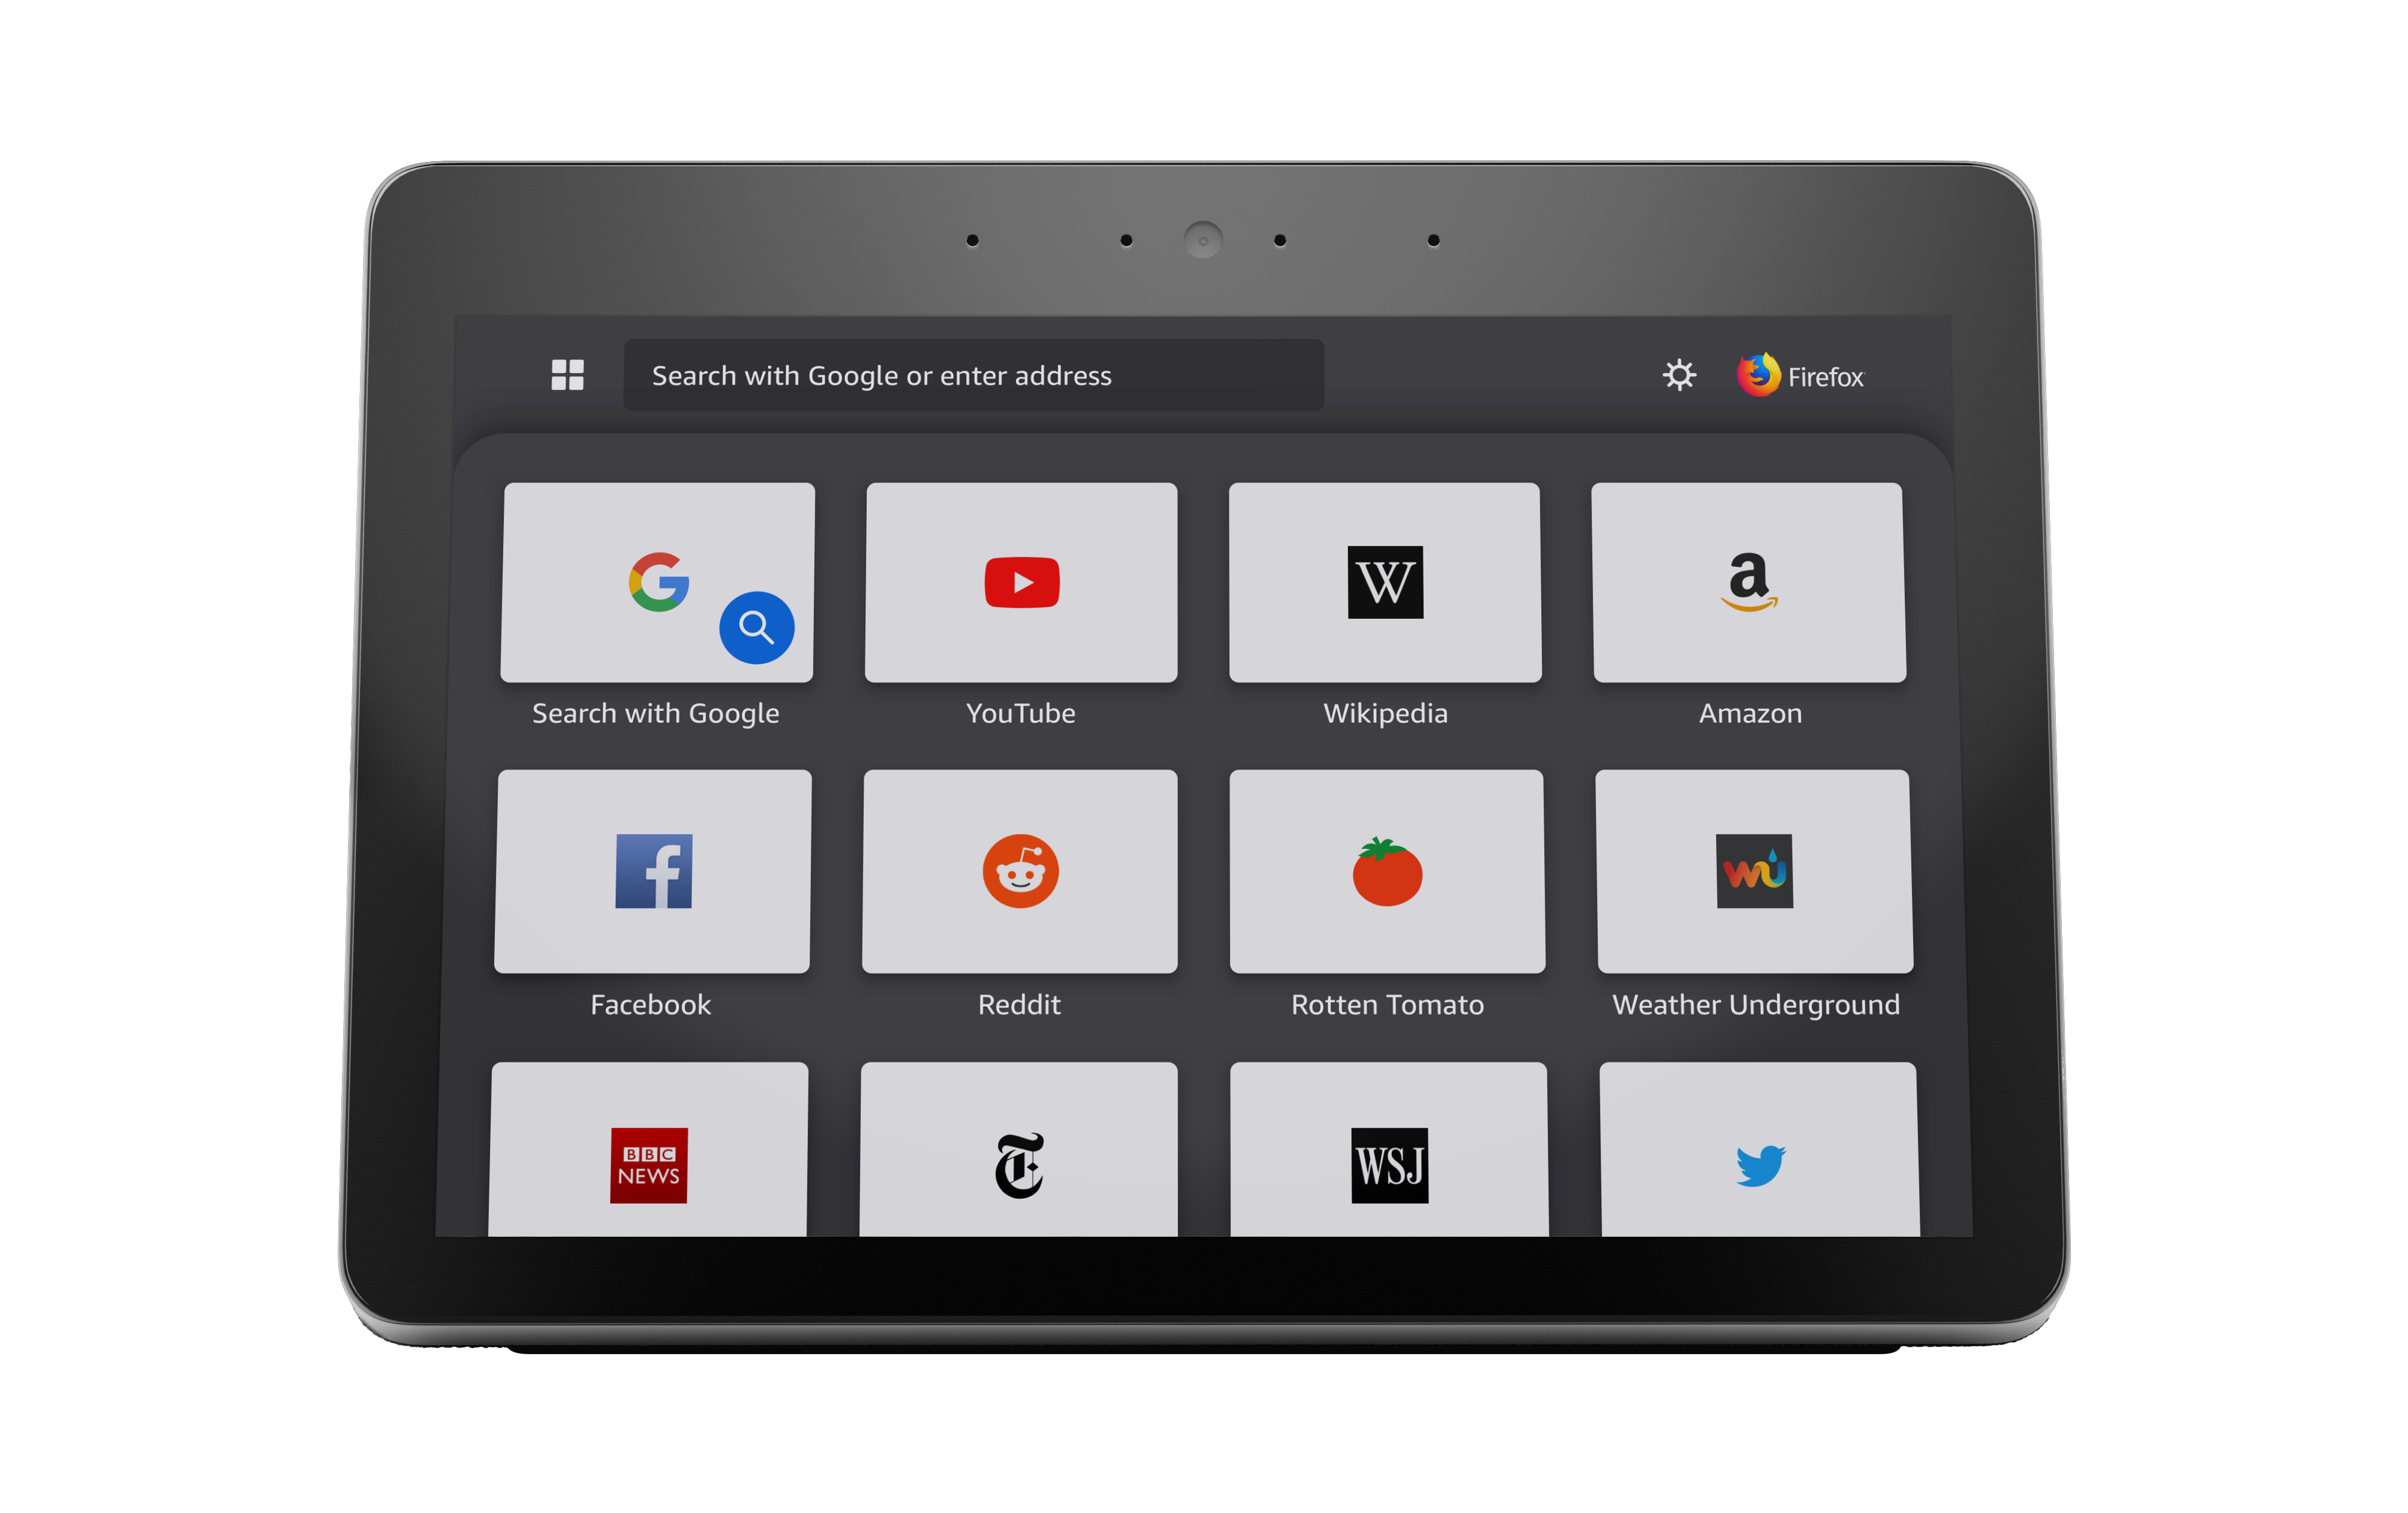 Search with Google or enter address
Firefox
Search with Google
YouTube
W
Wikipedia
a
Amazon
f
Facebook
Reddit
Rotten Tomato
wu
Weather Underground
BBC
NEWS
T
WSJ